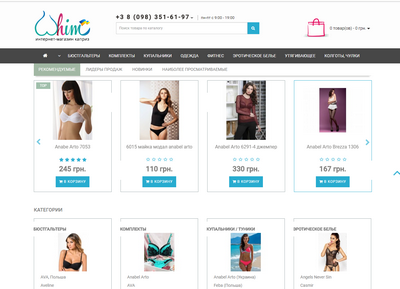 Whim
интернет-магазин каприз
+3 8 (098) 351-61-97
Пн-Пт с 9:00 - 19:00
Поиск товара по каталогу
0 товар(ов) - 0 грн.
БЮСТГАЛЬТЕРЫ КОМПЛЕКТЫ КУПАЛЬНИКИ ОДЕЖДА ФИТНЕС ЭРОТИЧЕСКОЕ БЕЛЬЕ УТЯГИВАЮЩЕЕ КОЛГОТЫ, ЧУЛКИ
РЕКОМЕНДУЕМЫЕ ЛИДЕРЫ ПРОДАЖ НОВИНКИ НАИБОЛЕЕ ПРОСМАТРИВАЕМЫЕ
Anabel Arto 7053
245 грн.
В КОРЗИНУ
6015 майка модал anabel arto
110 грн.
В КОРЗИНУ
Anabel Arto 6291-4 джемпер
330 грн.
В КОРЗИНУ
Anabel Arto Brezza 1306
167 грн.
В КОРЗИНУ
КАТЕГОРИИ
БЮСТГАЛЬТЕРЫ
AVA, Польша
Aveline
КОМПЛЕКТЫ
Anabel Arto
AVA
КУПАЛЬНИКИ / ТУНИКИ
Anabel Arto (Украина)
Feba (Польша)
ЭРОТИЧЕСКОЕ БЕЛЬЕ
Angels Never Sin
Casmir